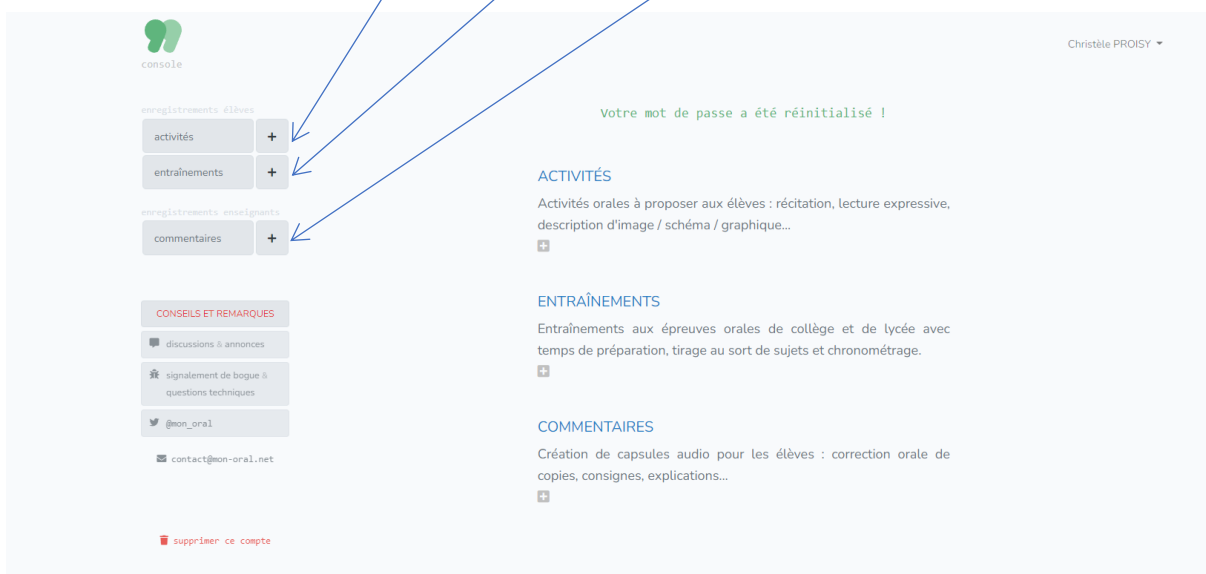 console
Christèle PROISY
enregistrements élèves
activités +
entraînements +
enregistrements enseignants
commentaires +
CONSEILS ET REMARQUES
discussions & annonces
signalement de bogue &
questions techniques
@mon_oral
contact@mon-oral.net
supprimer ce compte
Votre mot de passe a été réinitialisé !
ACTIVITÉS
Activités orales à proposer aux élèves : récitation, lecture expressive,
description d'image / schéma / graphique...
ENTRAÎNEMENTS
Entraînements aux épreuves orales de collège et de lycée avec
temps de préparation, tirage au sort de sujets et chronométrage.
COMMENTAIRES
Création de capsules audio pour les élèves : correction orale de
copies, consignes, explications...